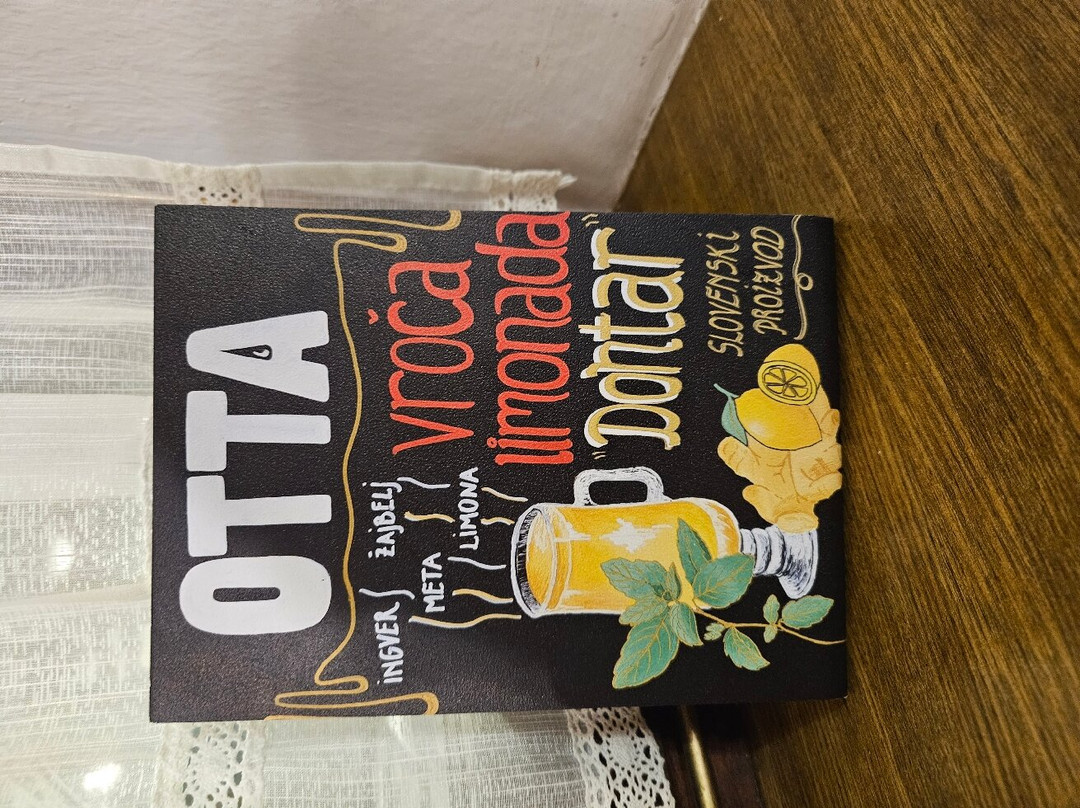 OTTA
INGVER
ŽAJBELJ
META
LIMONA
vroča
limonada
"Dontar"
SLOVENSKI
PROIZVOD